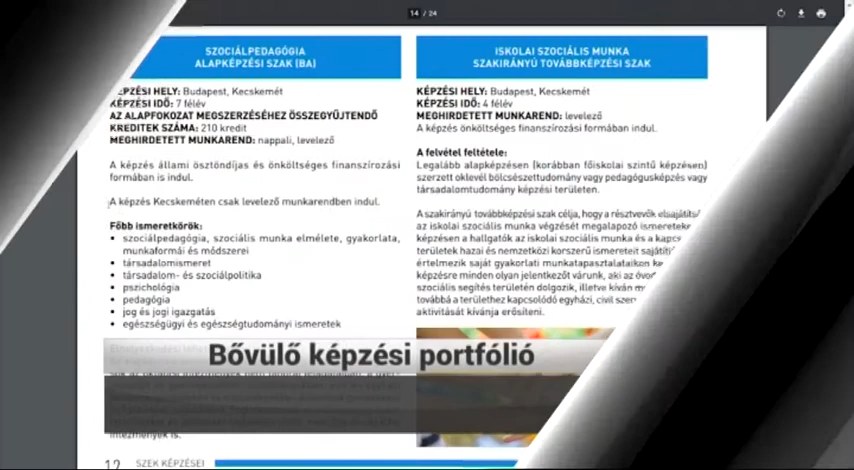 14 / 24
SZOCIÁLPEDAGÓGIA
ALAPKÉPZÉSI SZAK (BA)
KÉPZÉSI HELY: Budapest, Kecskemét
KÉPZÉSI IDŐ: 7 félév
AZ ALAPFOKOZAT MEGSZERZÉSÉHEZ ÖSSZEGYŰJTENDŐ
KREDITEK SZÁMA: 210 kredit
MEGHIRDETETT MUNKAREND: nappali, levelező
A képzés állami ösztöndíjas és önköltséges finanszírozási
formában is indul.
A képzés Kecskeméten csak levelező munkarendben indul.
Főbb ismeretkörök:
• szociálpedagógia, szociális munka elmélete, gyakorlata,
munkaformái és módszerei
• társadalomismeret
• társadalom- és szociálpolitika
• pszichológia
• pedagógia
• jog és jogi igazgatás
• egészségügyi és egészségtudományi ismeretek
intézmények is.
12 SZEK KÉPZÉSEI
ISKOLAI SZOCIÁLIS MUNKA
SZAKIRÁNYÚ TOVÁBBKÉPZÉSI SZAK
KÉPZÉSI HELY: Budapest, Kecskemét
KÉPZÉSI IDŐ: 4 félév
MEGHIRDETETT MUNKAREND: levelező
A képzés önköltséges finanszírozási formában indul.
A felvétel feltétele:
Legalább alapképzésen (korábban főiskolai szintű képzésen)
szerzett oklevél bölcsészettudomány vagy pedagógusképzés vagy
társadalomtudomány képzési területen.
A szakirányú továbbképzési szak célja, hogy a résztvevők elsajátíts
az iskolai szociális munka végzését megalapozó ismereteke
képzésen a hallgatók az iskolai szociális munka és a kapcs
területek hazai és nemzetközi korszerű ismereteit sajátítj
értelmezik saját gyakorlati munkatapasztalataikon ke
képzésre minden olyan jelentkezőt várunk, aki az óvod
szociális segítés területén dolgozik, illetve kíván mun
továbbá a területhez kapcsolódó egyházi, civil szer
aktivitását kívánja erősíteni.
Bővülő képzési portfólió